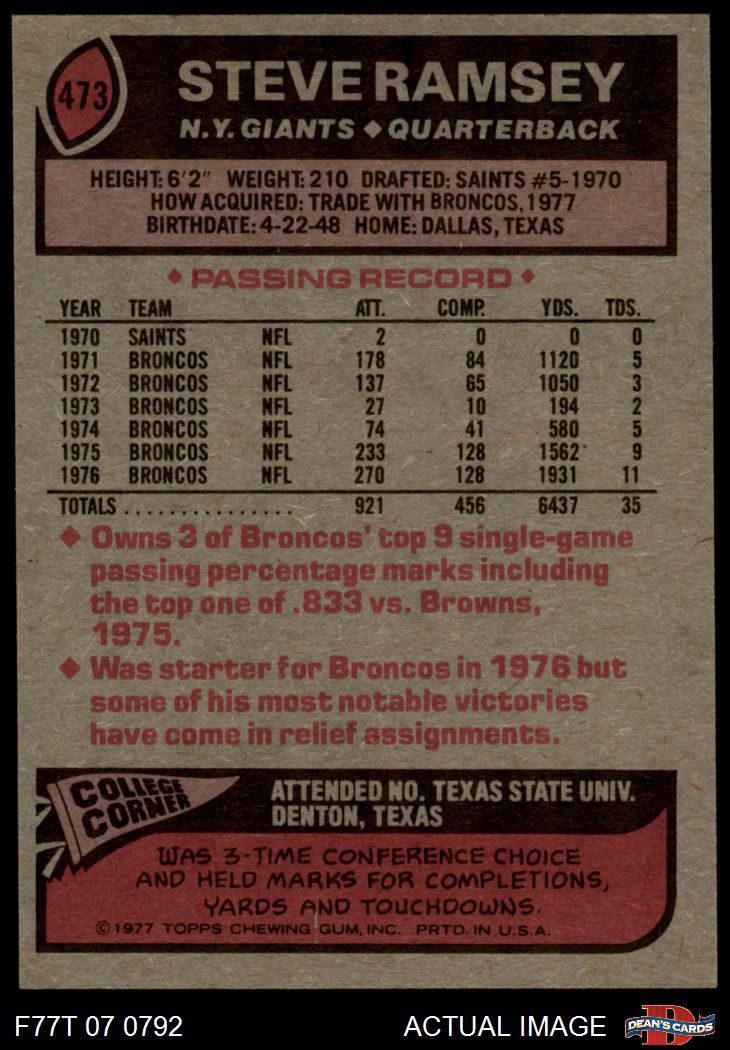 473
STEVE RAMSEY
N.Y. GIANTS ◆ QUARTERBACK
HEIGHT: 6'2" WEIGHT: 210 DRAFTED: SAINTS #5-1970
HOW ACQUIRED: TRADE WITH BRONCOS, 1977
BIRTHDATE: 4-22-48 HOME: DALLAS, TEXAS
◆ PASSING RECORD ◆
YEAR TEAM ATT. COMP. YDS. TDS.
1970 SAINTS NFL 2 0 0 0
1971 BRONCOS NFL 178 84 1120 5
1972 BRONCOS NFL 137 65 1050 3
1973 BRONCOS NFL 27 10 194 2
1974 BRONCOS NFL 74 41 580 5
1975 BRONCOS NFL 233 128 1562 9
1976 BRONCOS NFL 270 128 1931 11
TOTALS ............... 921 456 6437 35
◆ Owns 3 of Broncos' top 9 single-game
passing percentage marks including
the top one of .833 vs. Browns,
1975.
◆ Was starter for Broncos in 1976 but
some of his most notable victories
have come in relief assignments.
COLLEGE
CORNER
ATTENDED NO. TEXAS STATE UNIV.
DENTON, TEXAS
WAS 3-TIME CONFERENCE CHOICE
AND HELD MARKS FOR COMPLETIONS,
YARDS AND TOUCHDOWNS.
©1977 TOPPS CHEWING GUM, INC. PRTD. IN U.S.A.
F77T 07 0792
ACTUAL IMAGE
D
DEAN'S CARDS